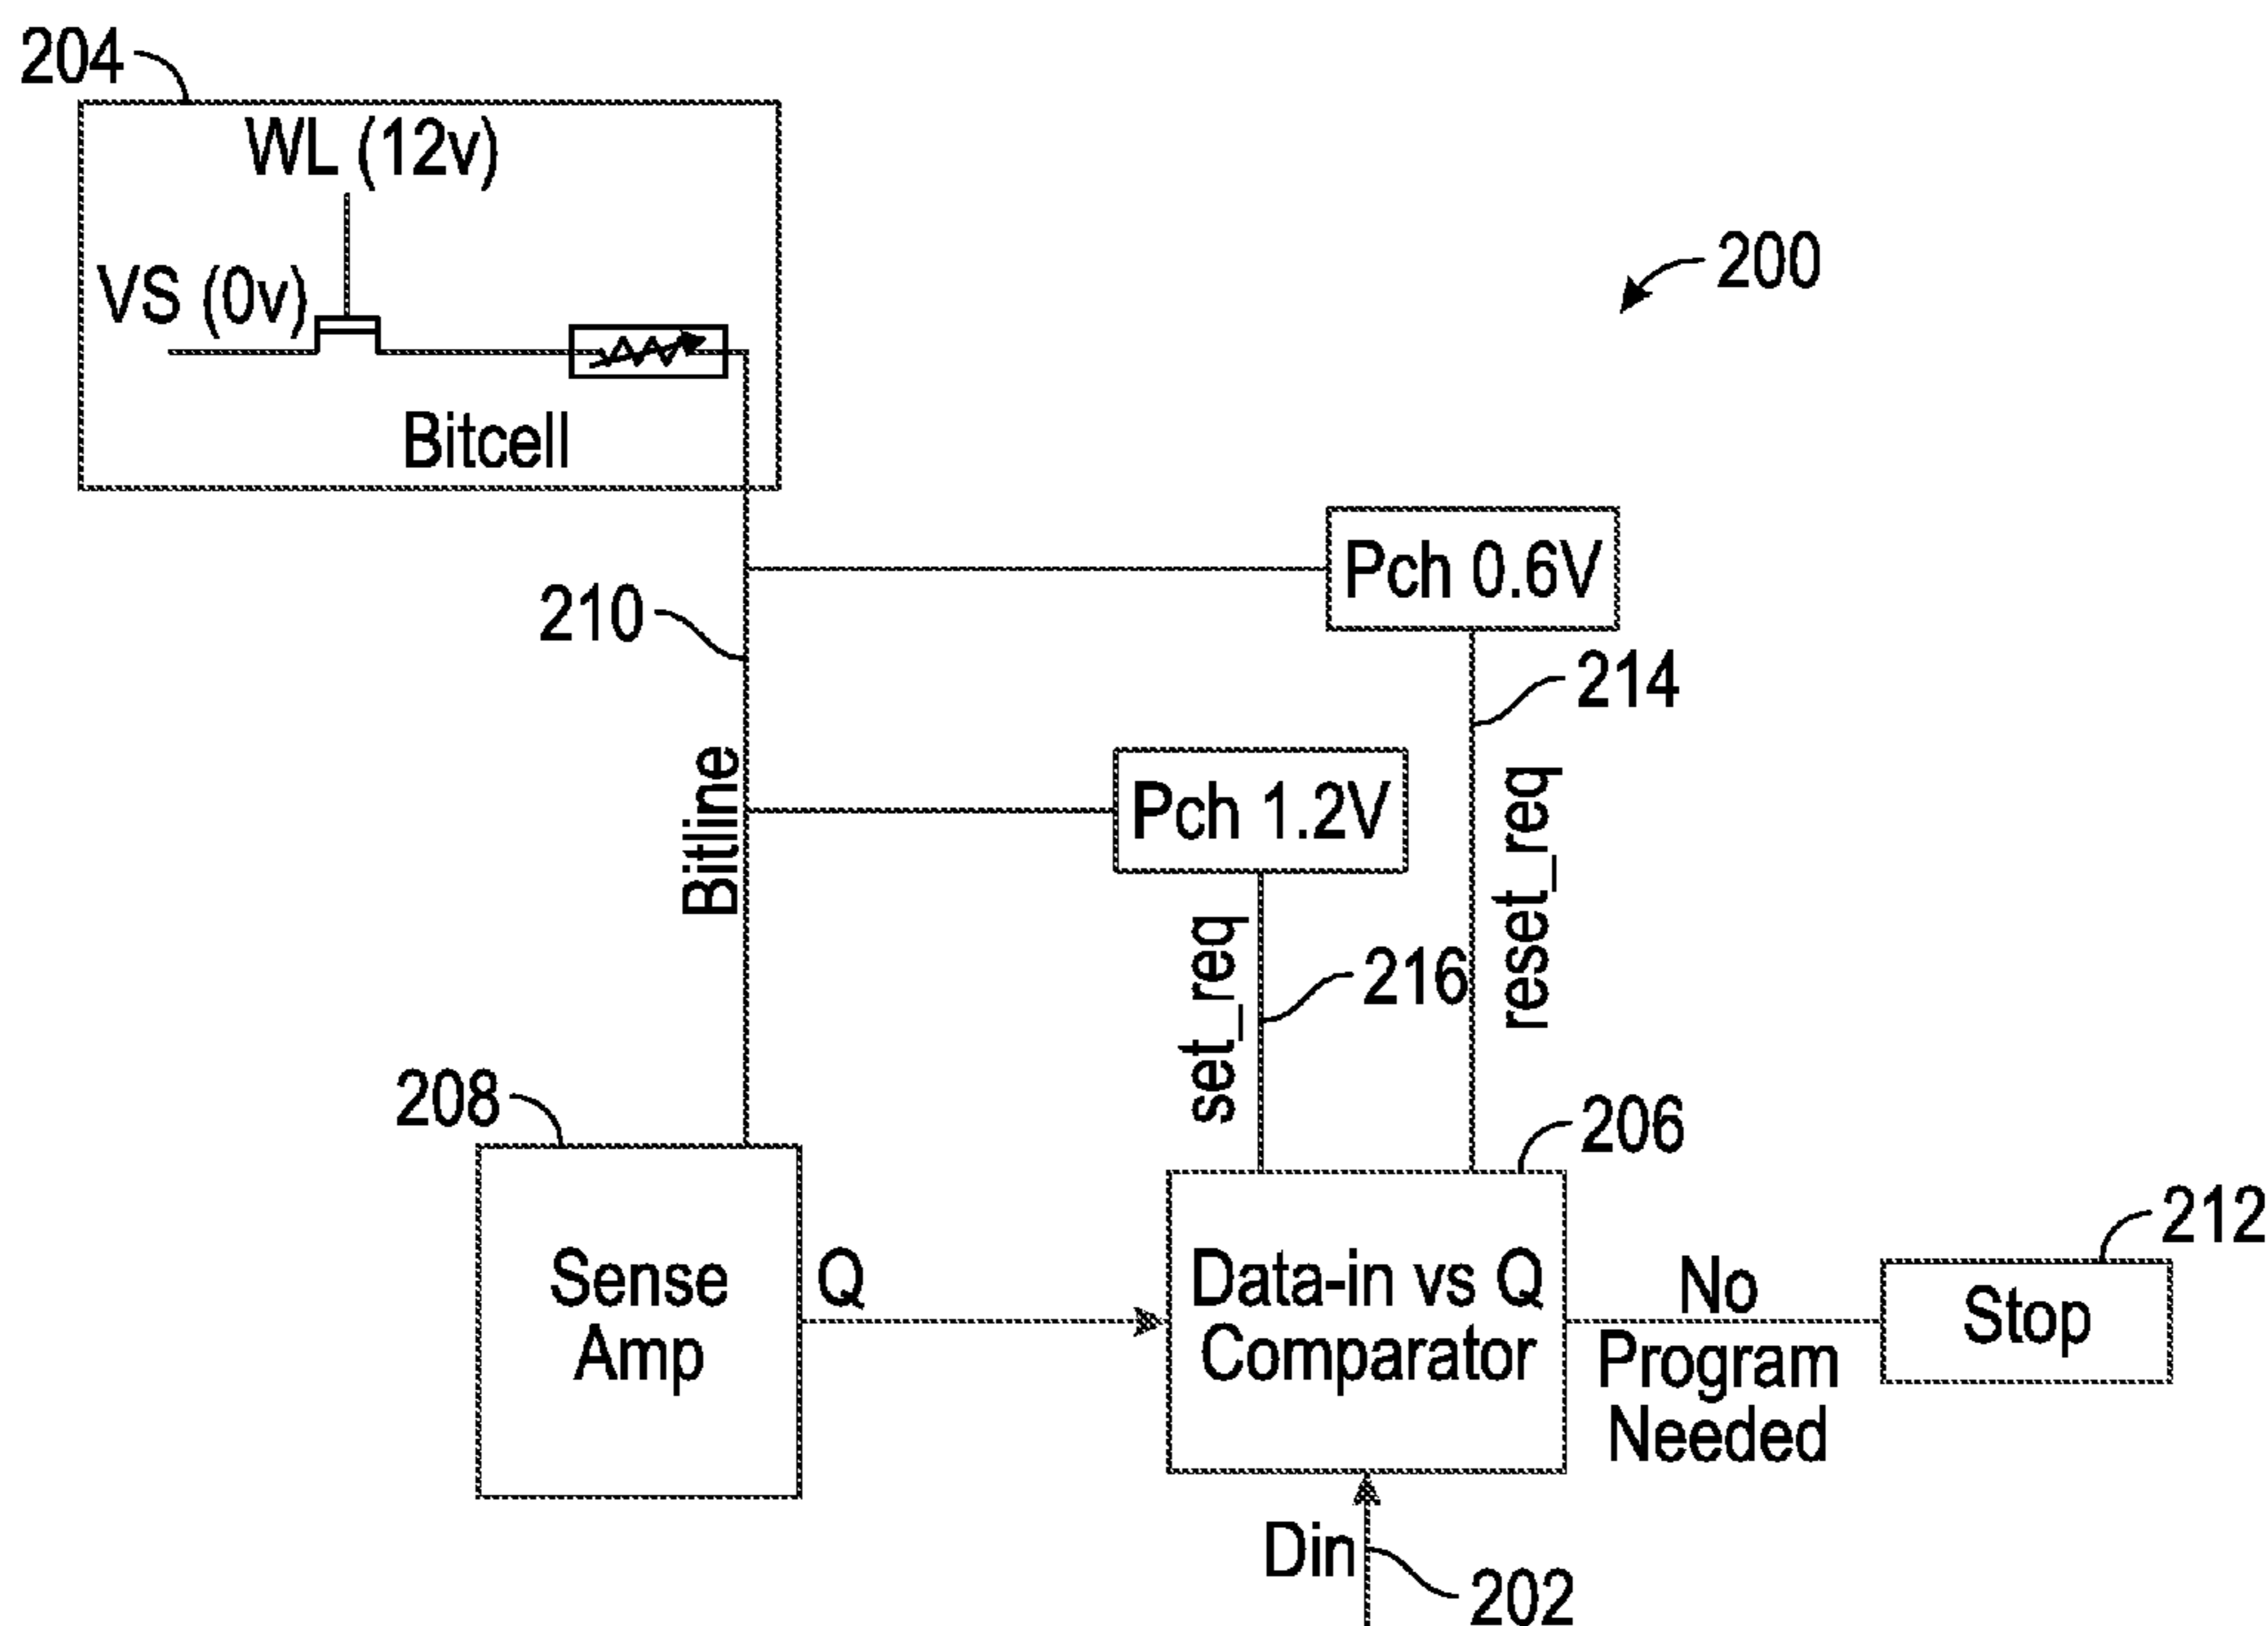 204
WL (12v)
VS (0v)
Bitcell
200
Pch 0.6V
210
214
Bitline
Pch 1.2V
set_req
216
reset_req
208
206
212
Sense
Amp
Q
Data-in vs Q
Comparator
No
Program
Needed
Stop
Din
202